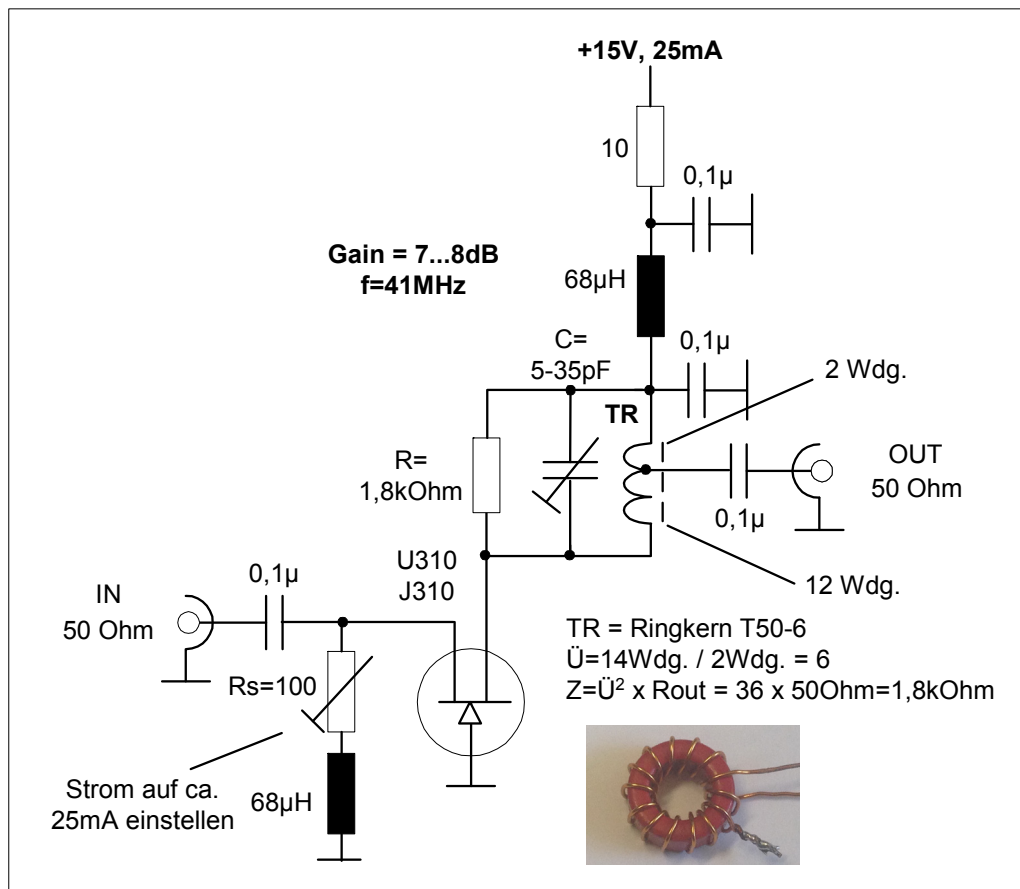 +15V, 25mA
10
0,1µ
Gain = 7...8dB
f=41MHz
68µH
C=
5-35pF
0,1µ
2 Wdg.
TR
R=
1,8kOhm
OUT
50 Ohm
0,1µ
U310
J310
12 Wdg.
0,1µ
IN
50 Ohm
TR = Ringkern T50-6
Ü=14Wdg. / 2Wdg. = 6
Z=Ü² x Rout = 36 x 50Ohm=1,8kOhm
Rs=100
Strom auf ca.
25mA einstellen
68µH